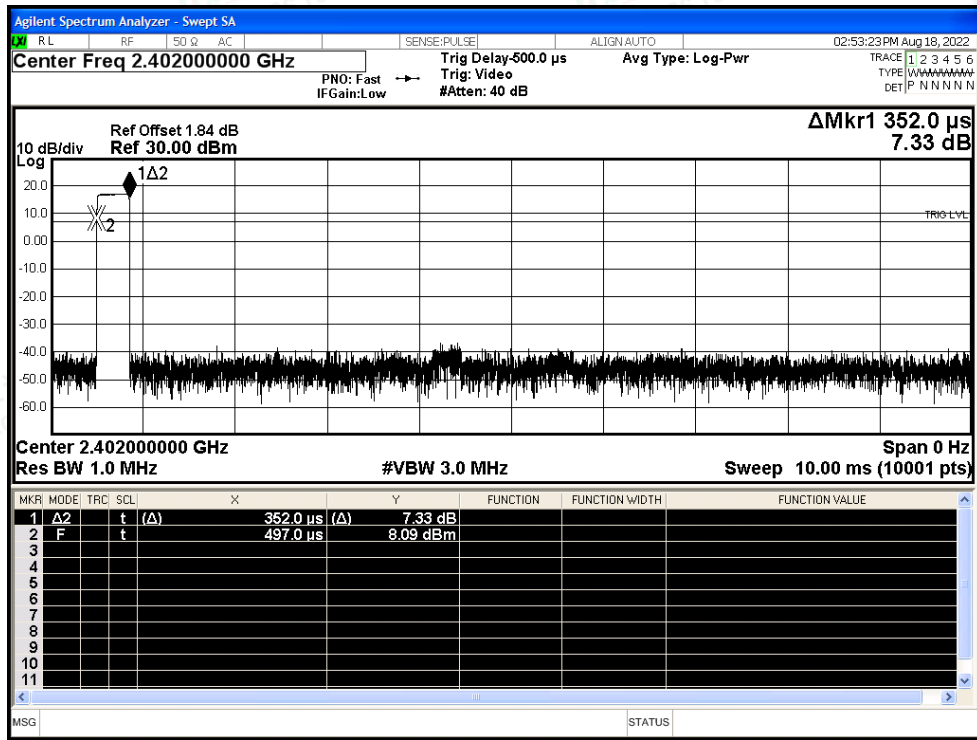 Agilent Spectrum Analyzer - Swept SA
LXI RL RF 50 Ω AC SENSE:PULSE ALIGN AUTO 02:53:23 PM Aug 18, 2022
Center Freq 2.402000000 GHz
PNO: Fast
IFGain:Low
Trig Delay-500.0 µs
Trig: Video
#Atten: 40 dB
Avg Type: Log-Pwr
TRACE 1 2 3 4 5 6
TYPE
DET P N N N N N
ΔMkr1 352.0 µs
7.33 dB
Ref Offset 1.84 dB
10 dB/div Ref 30.00 dBm
Log
1Δ2
20.0
10.0
TRIG LVL
2
0.00
-10.0
-20.0
-30.0
-40.0
-50.0
-60.0
Center 2.402000000 GHz Span 0 Hz
Res BW 1.0 MHz #VBW 3.0 MHz Sweep 10.00 ms (10001 pts)
MKR MODE TRC SCL X Y FUNCTION FUNCTION WIDTH FUNCTION VALUE
1 Δ2 t (Δ) 352.0 µs (Δ) 7.33 dB
2 F t 497.0 µs 8.09 dBm
3
4
5
6
7
8
9
10
11
MSG STATUS